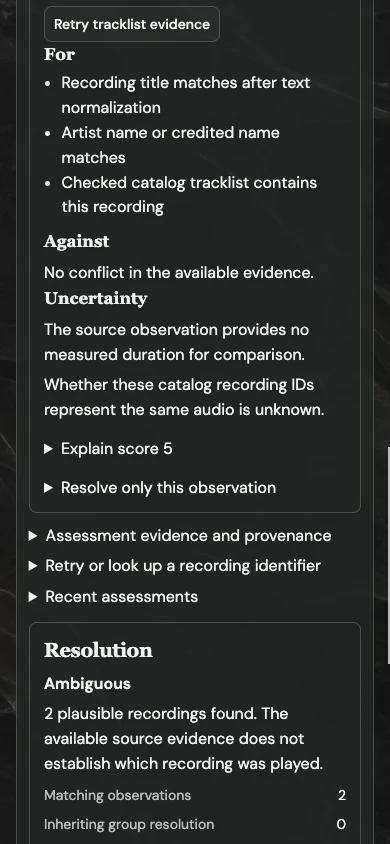 Retry tracklist evidence
For
• Recording title matches after text
normalization
• Artist name or credited name
matches
• Checked catalog tracklist contains
this recording
Against
No conflict in the available evidence.
Uncertainty
The source observation provides no
measured duration for comparison.
Whether these catalog recording IDs
represent the same audio is unknown.
▶ Explain score 5
▶ Resolve only this observation
▶ Assessment evidence and provenance
▶ Retry or look up a recording identifier
▶ Recent assessments
Resolution
Ambiguous
2 plausible recordings found. The
available source evidence does not
establish which recording was played.
Matching observations 2
Inheriting group resolution 0